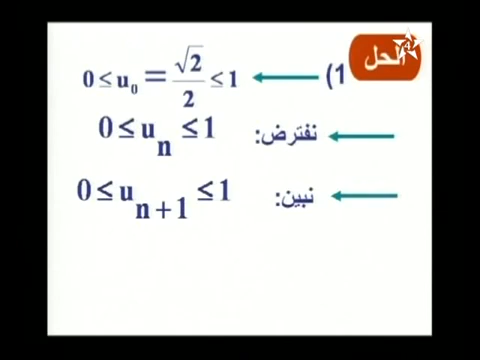 الحل
1) 0 ≤ u₀ = √2/2 ≤ 1
نفترض: 0 ≤ uₙ ≤ 1
نبين: 0 ≤ uₙ₊₁ ≤ 1